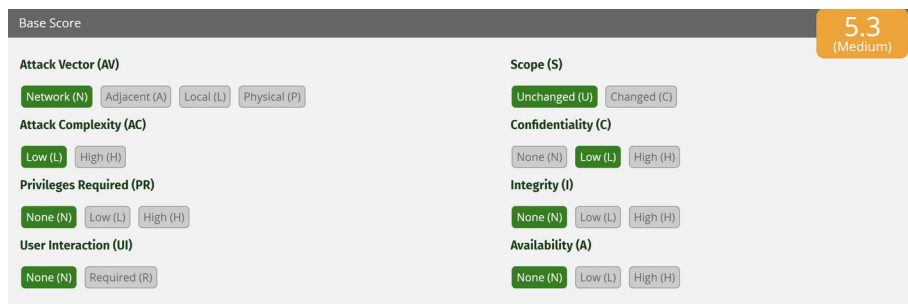 Base Score
5.3
(Medium)
Attack Vector (AV)
Network (N) Adjacent (A) Local (L) Physical (P)
Attack Complexity (AC)
Low (L) High (H)
Privileges Required (PR)
None (N) Low (L) High (H)
User Interaction (UI)
None (N) Required (R)
Scope (S)
Unchanged (U) Changed (C)
Confidentiality (C)
None (N) Low (L) High (H)
Integrity (I)
None (N) Low (L) High (H)
Availability (A)
None (N) Low (L) High (H)